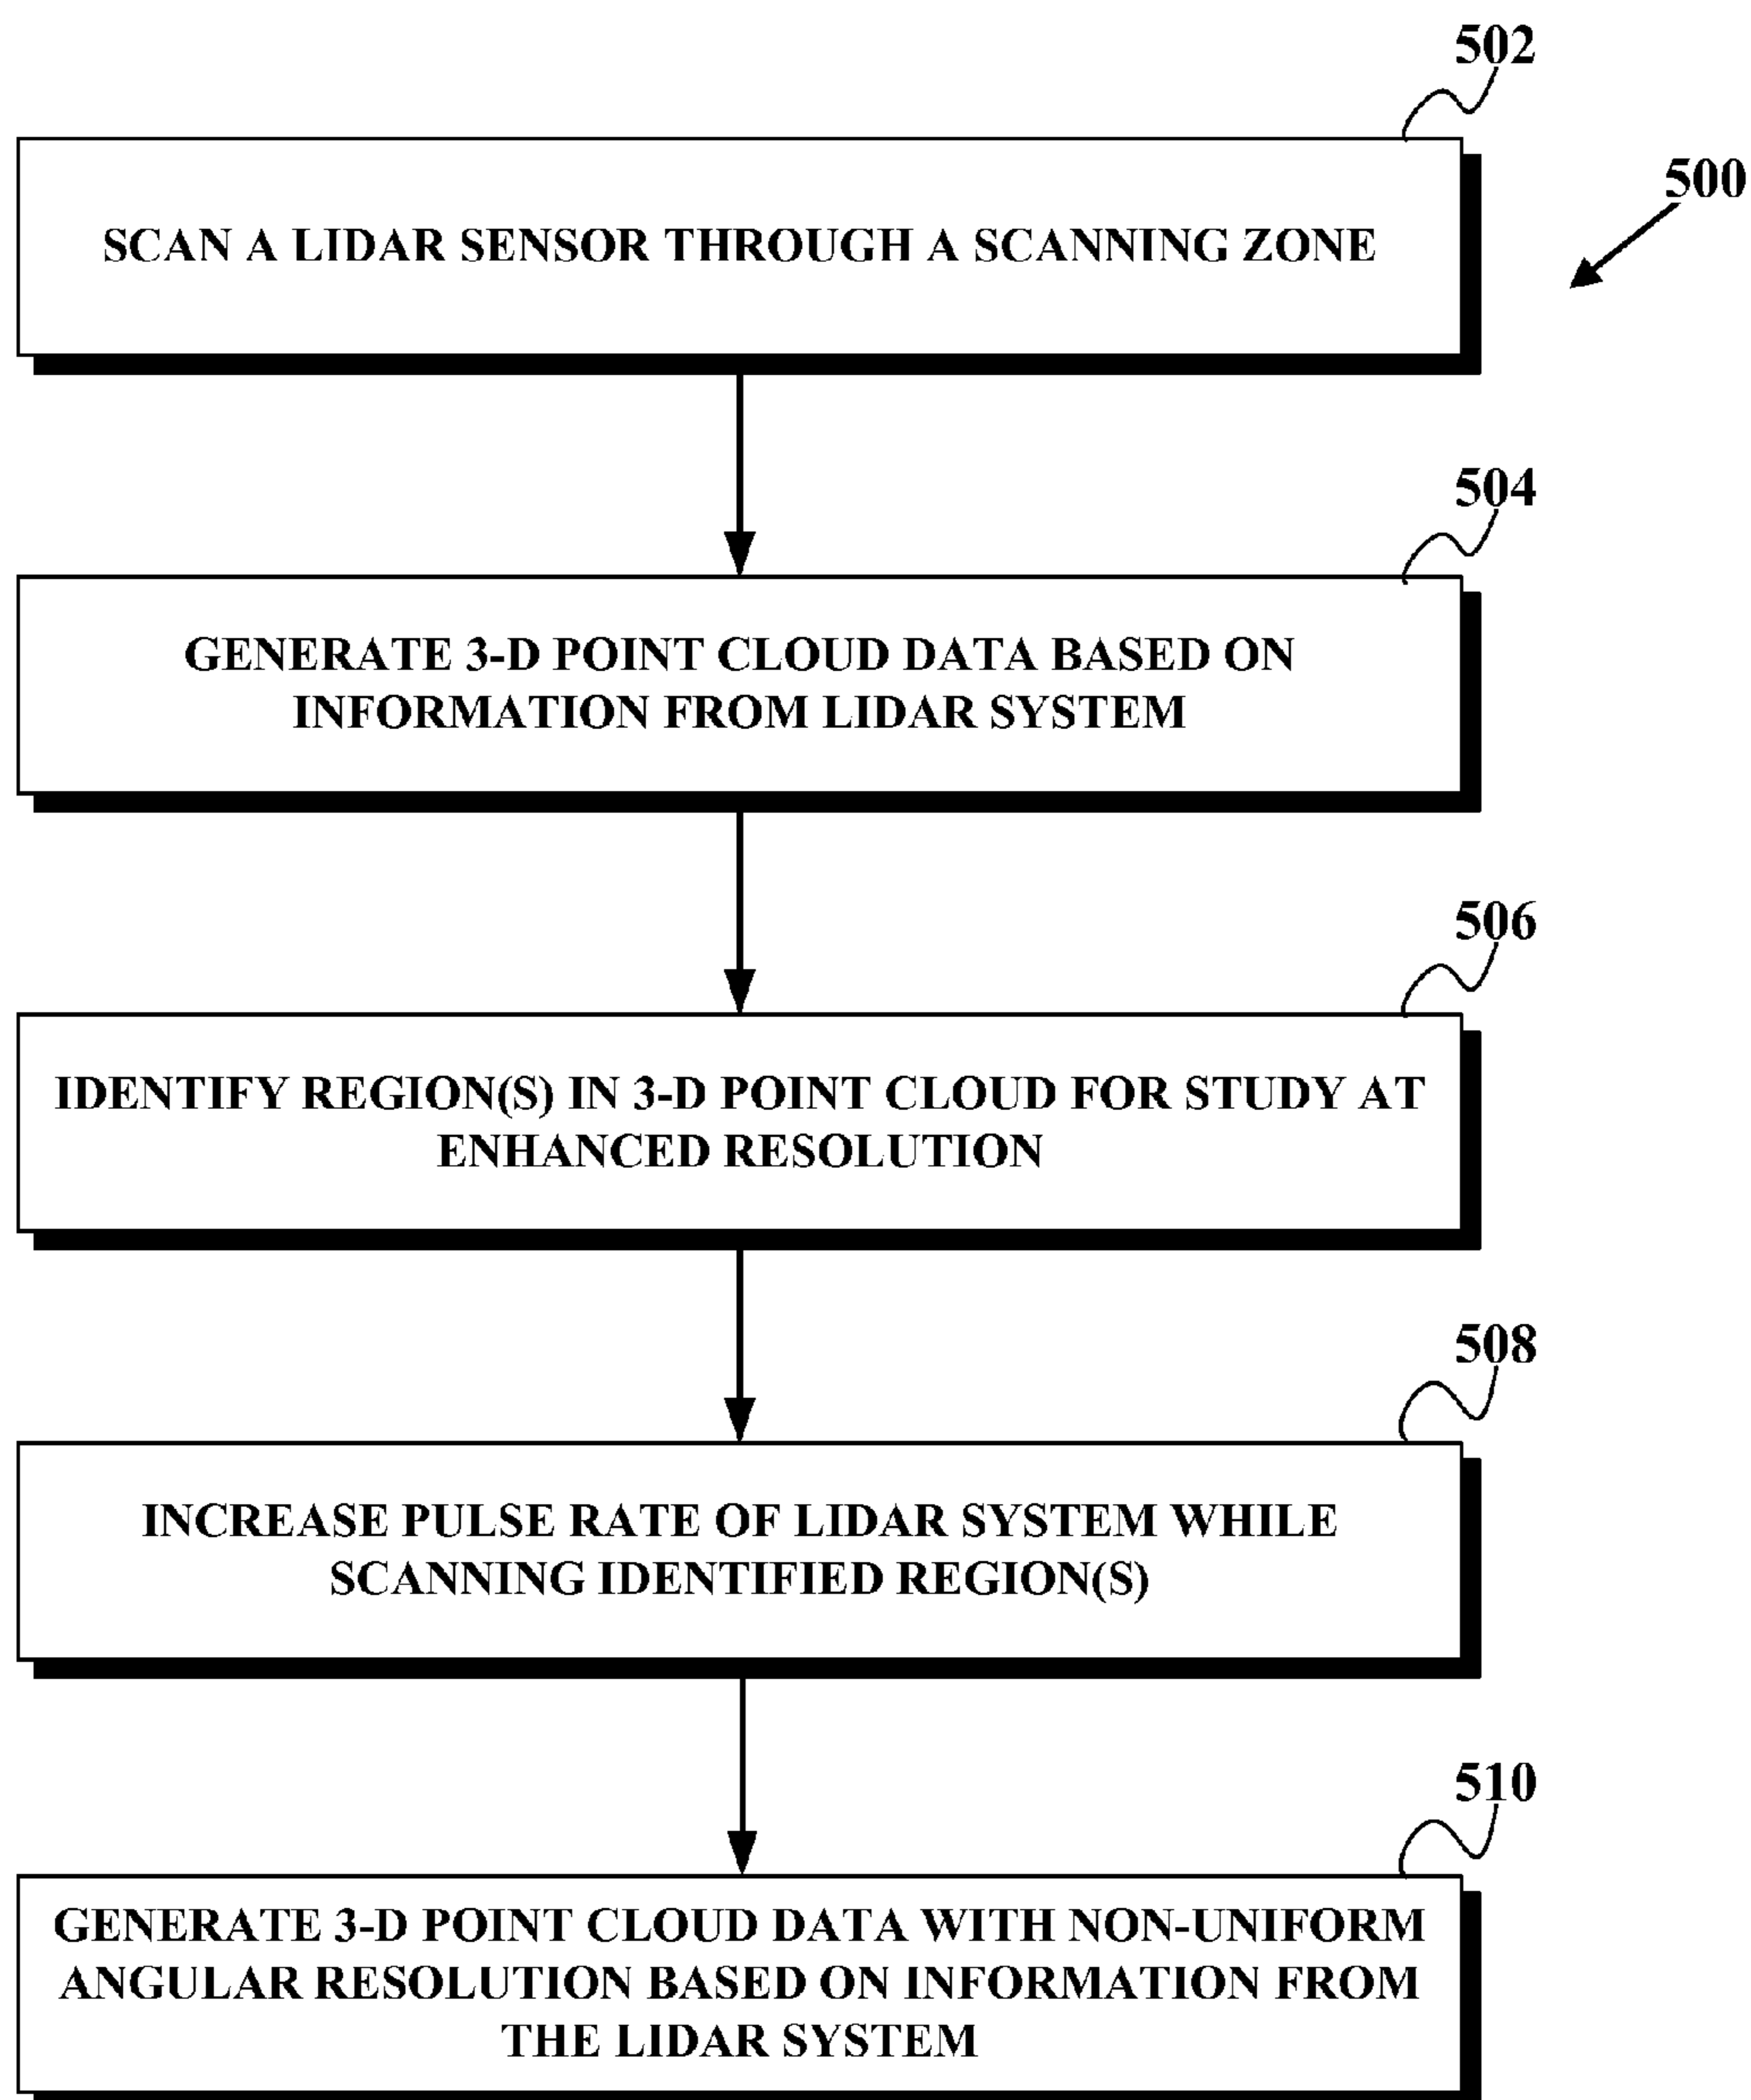 502
500
SCAN A LIDAR SENSOR THROUGH A SCANNING ZONE
504
GENERATE 3-D POINT CLOUD DATA BASED ON
INFORMATION FROM LIDAR SYSTEM
506
IDENTIFY REGION(S) IN 3-D POINT CLOUD FOR STUDY AT
ENHANCED RESOLUTION
508
INCREASE PULSE RATE OF LIDAR SYSTEM WHILE
SCANNING IDENTIFIED REGION(S)
510
GENERATE 3-D POINT CLOUD DATA WITH NON-UNIFORM
ANGULAR RESOLUTION BASED ON INFORMATION FROM
THE LIDAR SYSTEM